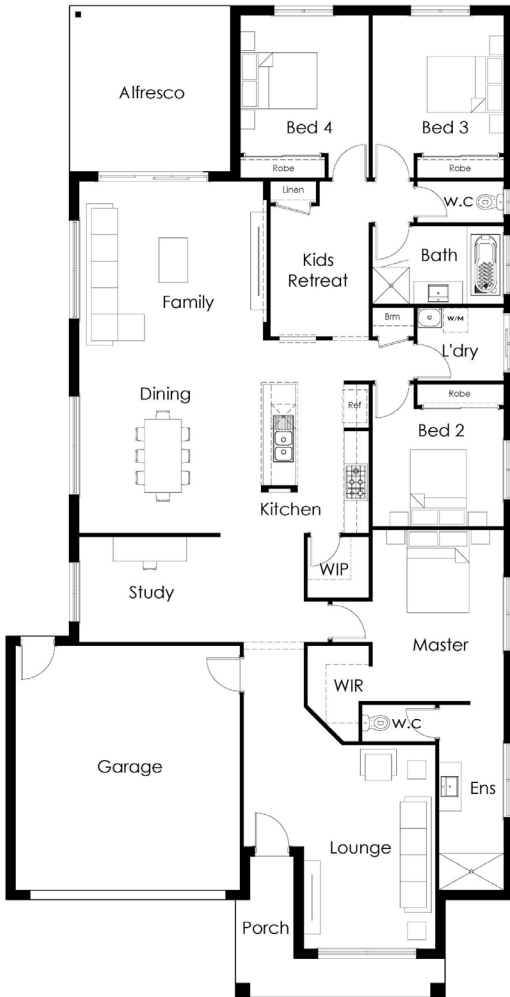 Alfresco
Bed 4
Bed 3
Robe
Robe
Linen
W.C
Kids
Retreat
Bath
Family
Brm
W/M
L'dry
Dining
Ref
Robe
Bed 2
Kitchen
WIP
Study
Master
WIR
W.C
Garage
Ens
Lounge
Porch